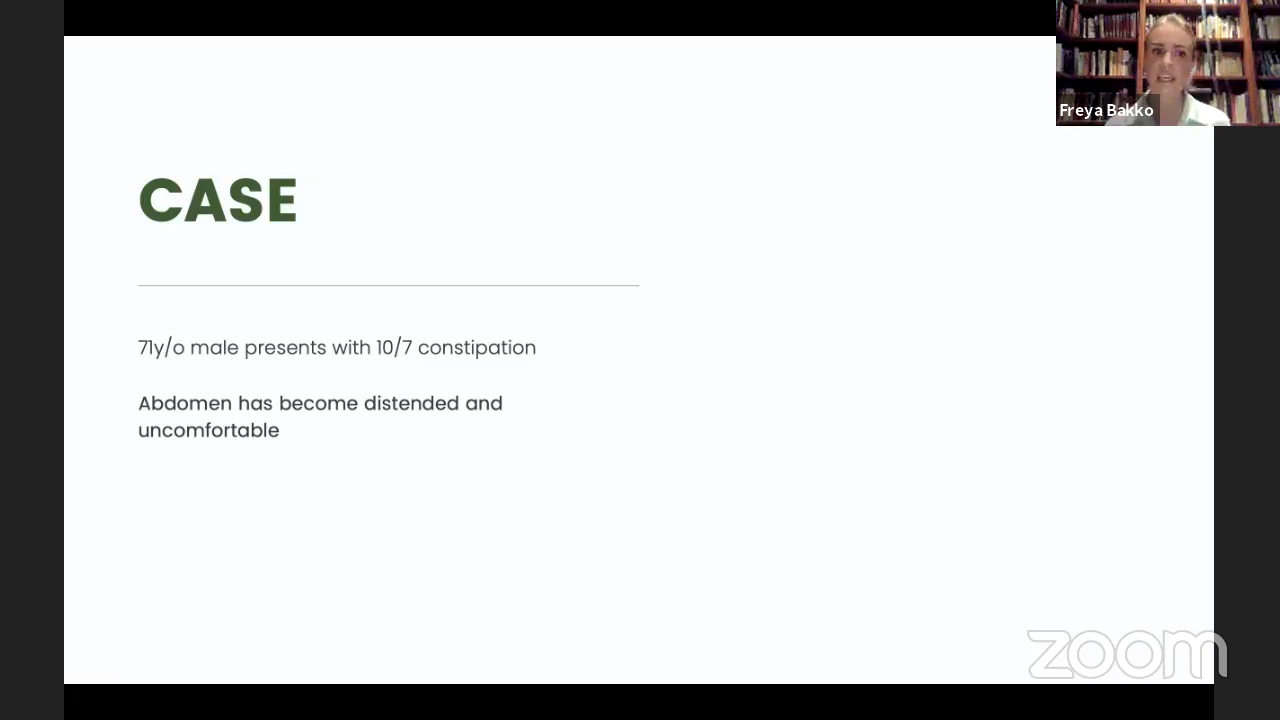 Freya Bakko
CASE
71y/o male presents with 10/7 constipation
Abdomen has become distended and
uncomfortable
zoom